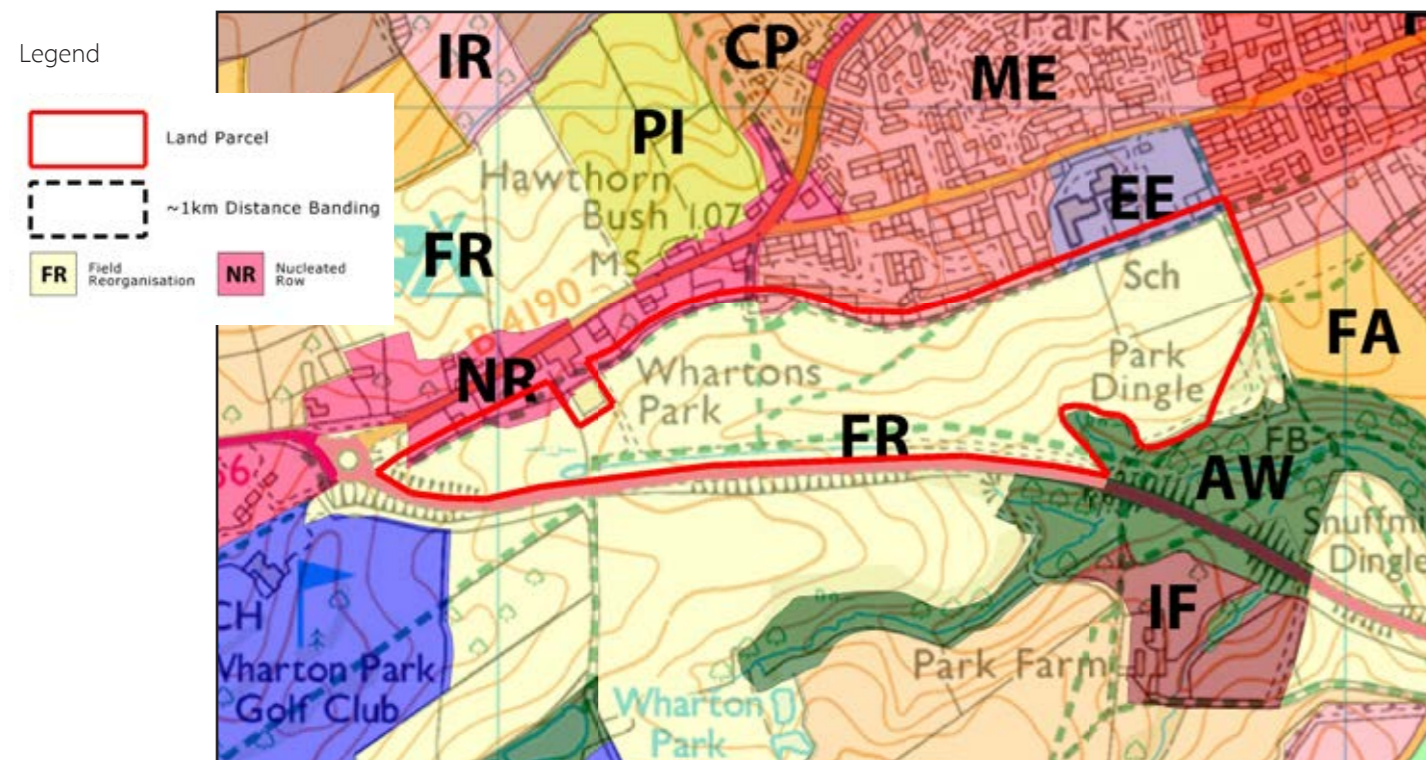 Legend
Land Parcel
~1km Distance Banding
FR
Field
Reorganisation
NR
Nucleated
Row
IR
CP
Park
ME
PI
Hawthorn
Bush 107
MS
EE
FR
B 4190
Sch
FA
NR
Whartons
Park
Park
Dingle
FR
FB
AW
Dingle
IF
CH
Wharton Park
Golf Club
Park Farm
Wharton
Park